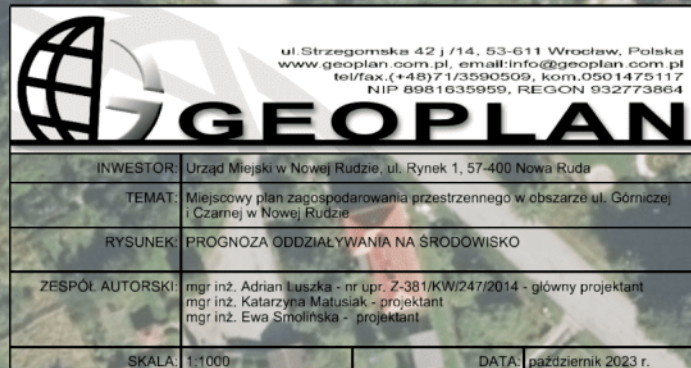 ul.Strzegomska 42 j /14, 53-611 Wrocław, Polska
www.geoplan.com.pl, email:info@geoplan.com.pl
tel/fax.(+48)71/3590509, kom.0501475117
NIP 8981635959, REGON 932773864
GEOPLAN
INWESTOR: Urząd Miejski w Nowej Rudzie, ul. Rynek 1, 57-400 Nowa Ruda
TEMAT: Miejscowy plan zagospodarowania przestrzennego w obszarze ul. Górniczej
i Czarnej w Nowej Rudzie
RYSUNEK: PROGNOZA ODDZIAŁYWANIA NA ŚRODOWISKO
ZESPÓŁ AUTORSKI: mgr inż. Adrian Luszka - nr upr. Z-381/KW/247/2014 - główny projektant
mgr inż. Katarzyna Matusiak - projektant
mgr inż. Ewa Smolińska - projektant
SKALA: 1:1000 DATA: październik 2023 r.